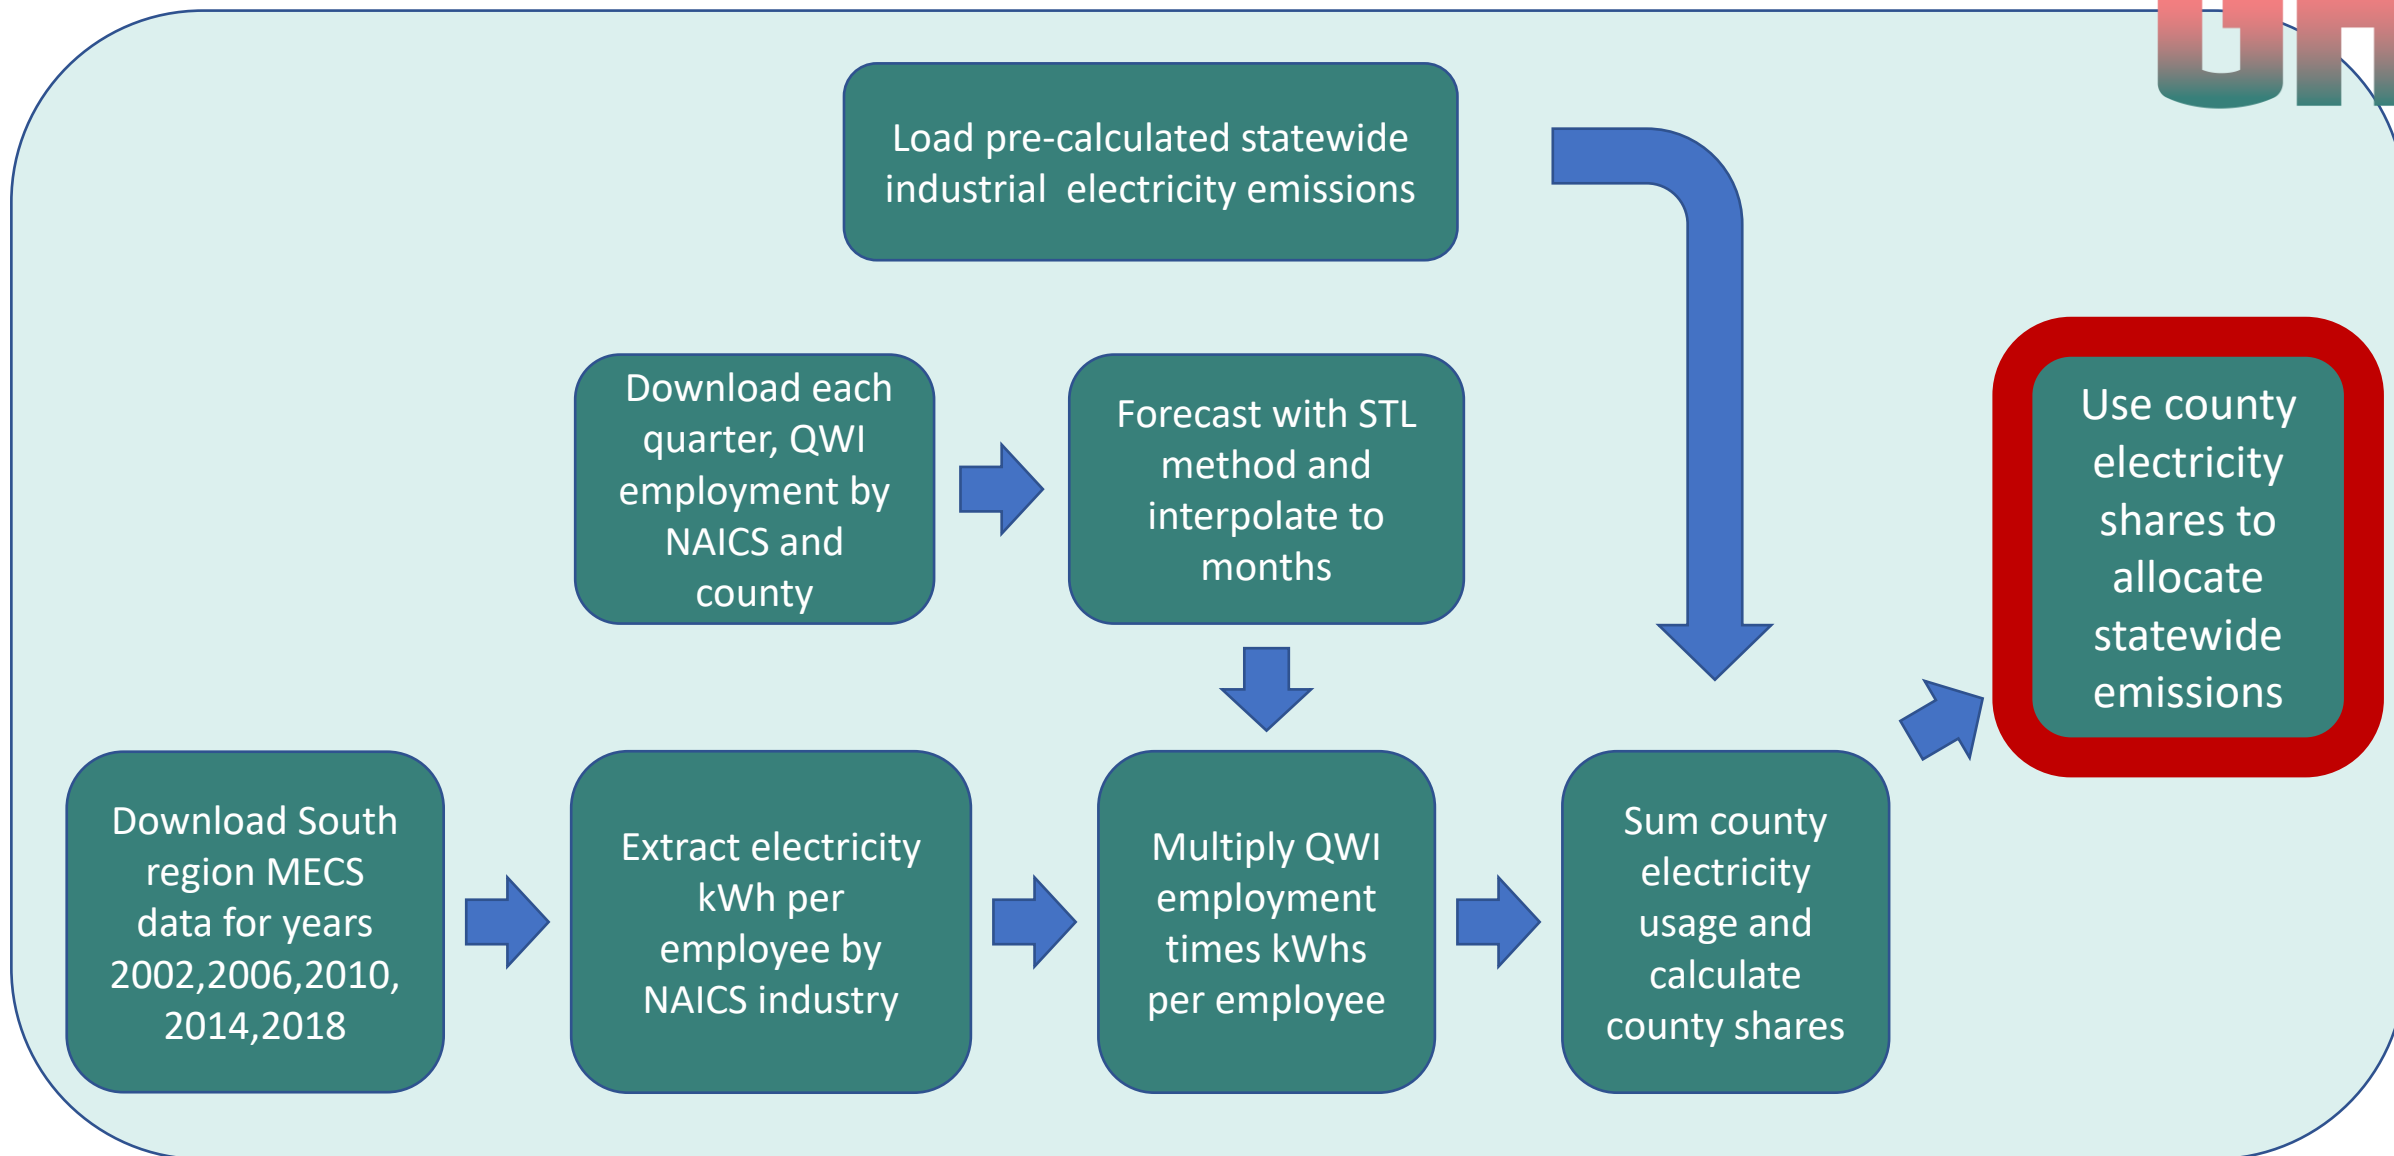 Load pre-calculated statewide
industrial  electricity emissions
Download each
quarter, QWI
employment by
NAICS and
county
Forecast with STL
method and
interpolate to
months
Use county
electricity
shares to
allocate
statewide
emissions
Download South
region MECS
data for years
2002,2006,2010,
2014,2018
Extract electricity
kWh per
employee by
NAICS industry
Multiply QWI
employment
times kWhs
per employee
Sum county
electricity
usage and
calculate
county shares